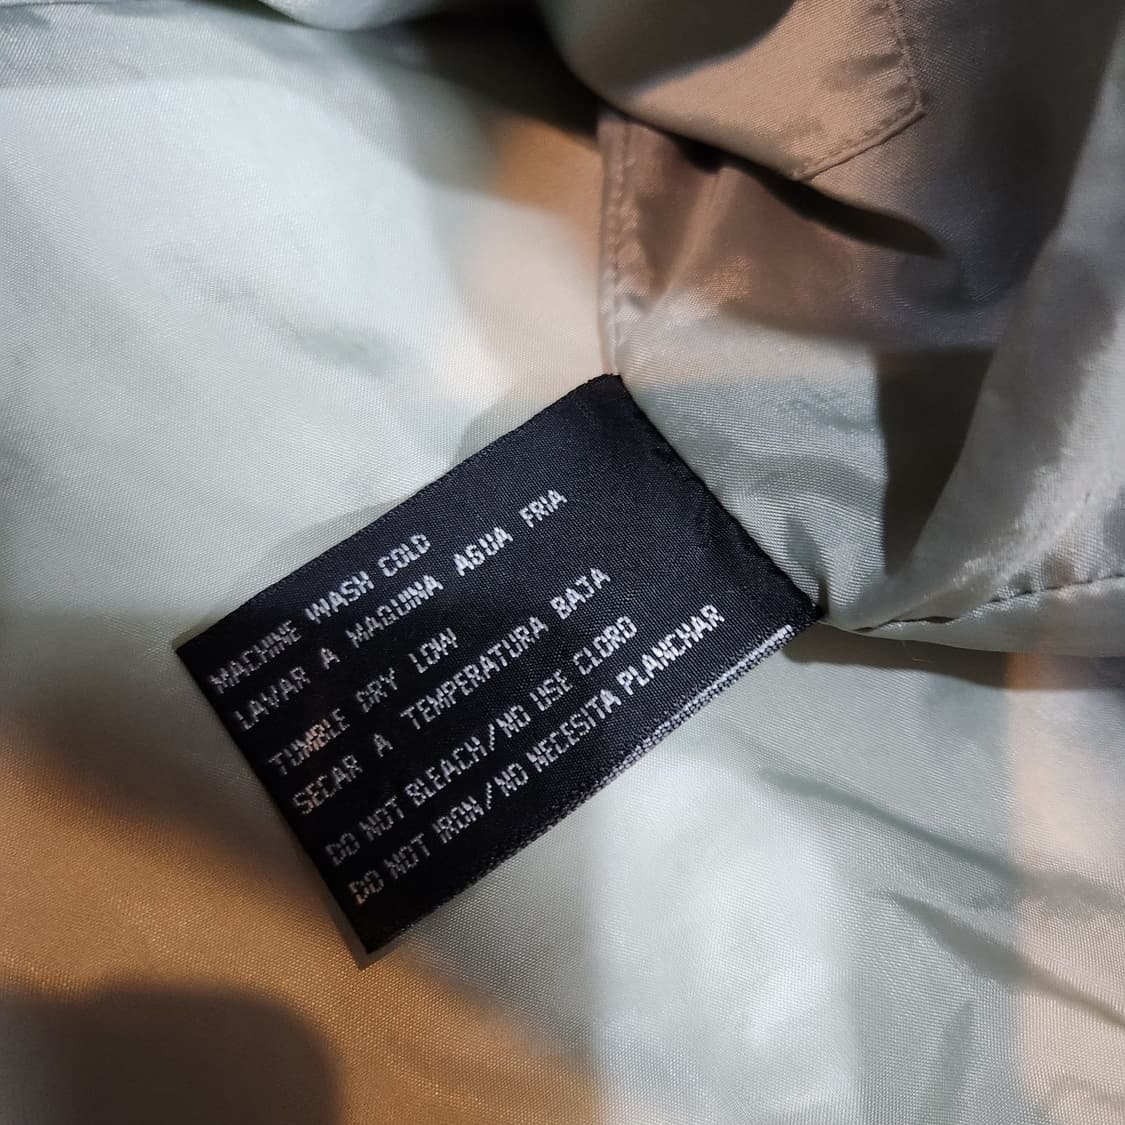 MACHINE WASH COLD
LAVAR A MAQUINA AGUA FRIA
TUMBLE DRY LOW
SECAR A TEMPERATURA BAJA
DO NOT BLEACH/NO USE CLORO
DO NOT IRON/NO NECESITA PLANCHAR